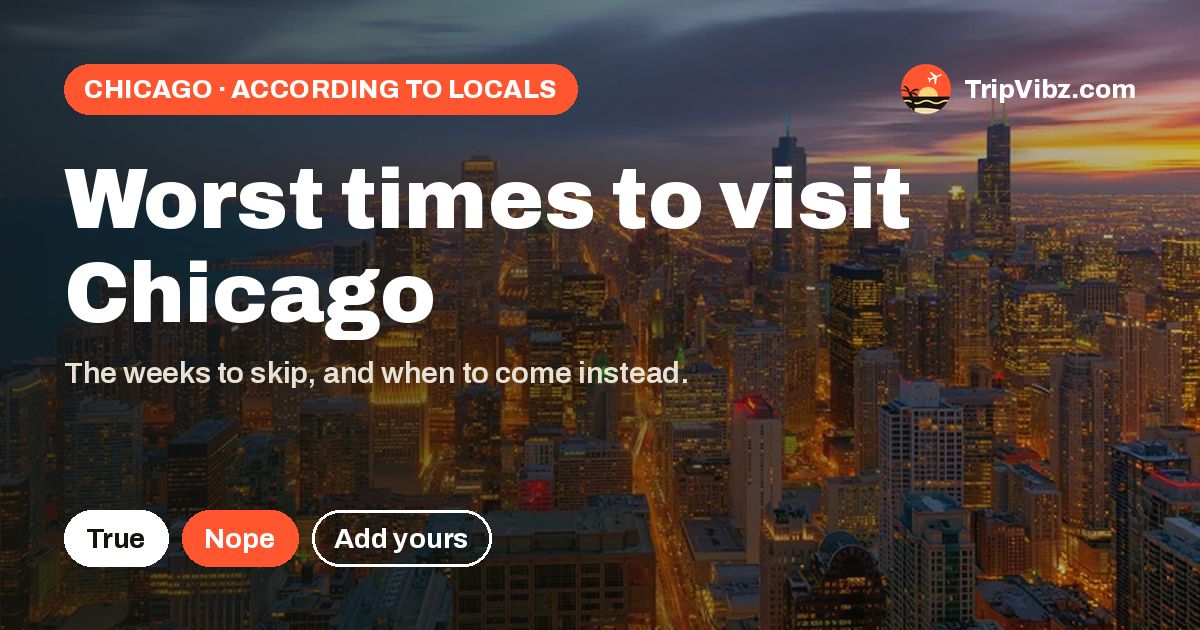 CHICAGO · ACCORDING TO LOCALS
TripVibz.com
Worst times to visit
Chicago
The weeks to skip, and when to come instead.
True
Nope
Add yours